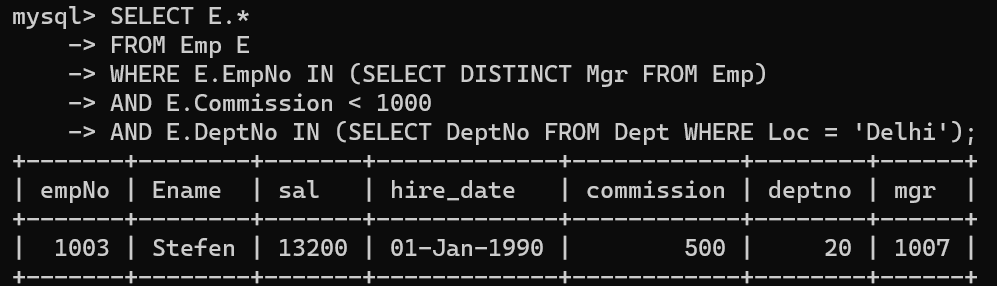 mysql> SELECT E.*
    -> FROM Emp E
    -> WHERE E.EmpNo IN (SELECT DISTINCT Mgr FROM Emp)
    -> AND E.Commission < 1000
    -> AND E.DeptNo IN (SELECT DeptNo FROM Dept WHERE Loc = 'Delhi');
+-------+--------+-------+-------------+------------+--------+------+
| empNo | Ename  | sal   | hire_date   | commission | deptno | mgr  |
+-------+--------+-------+-------------+------------+--------+------+
|  1003 | Stefen | 13200 | 01-Jan-1990 |        500 |     20 | 1007 |
+-------+--------+-------+-------------+------------+--------+------+